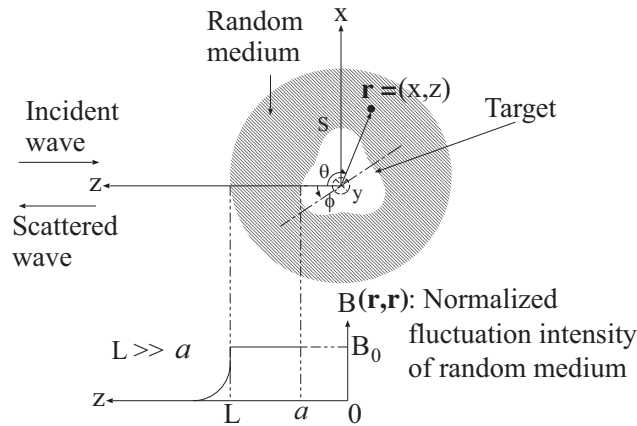 x
Random
medium
r =(x,z)
Incident
wave
S
Target
θ
z
y
ϕ
Scattered
wave
B(r,r): Normalized
fluctuation intensity
of random medium
L >> a
B0
z
L
a
0